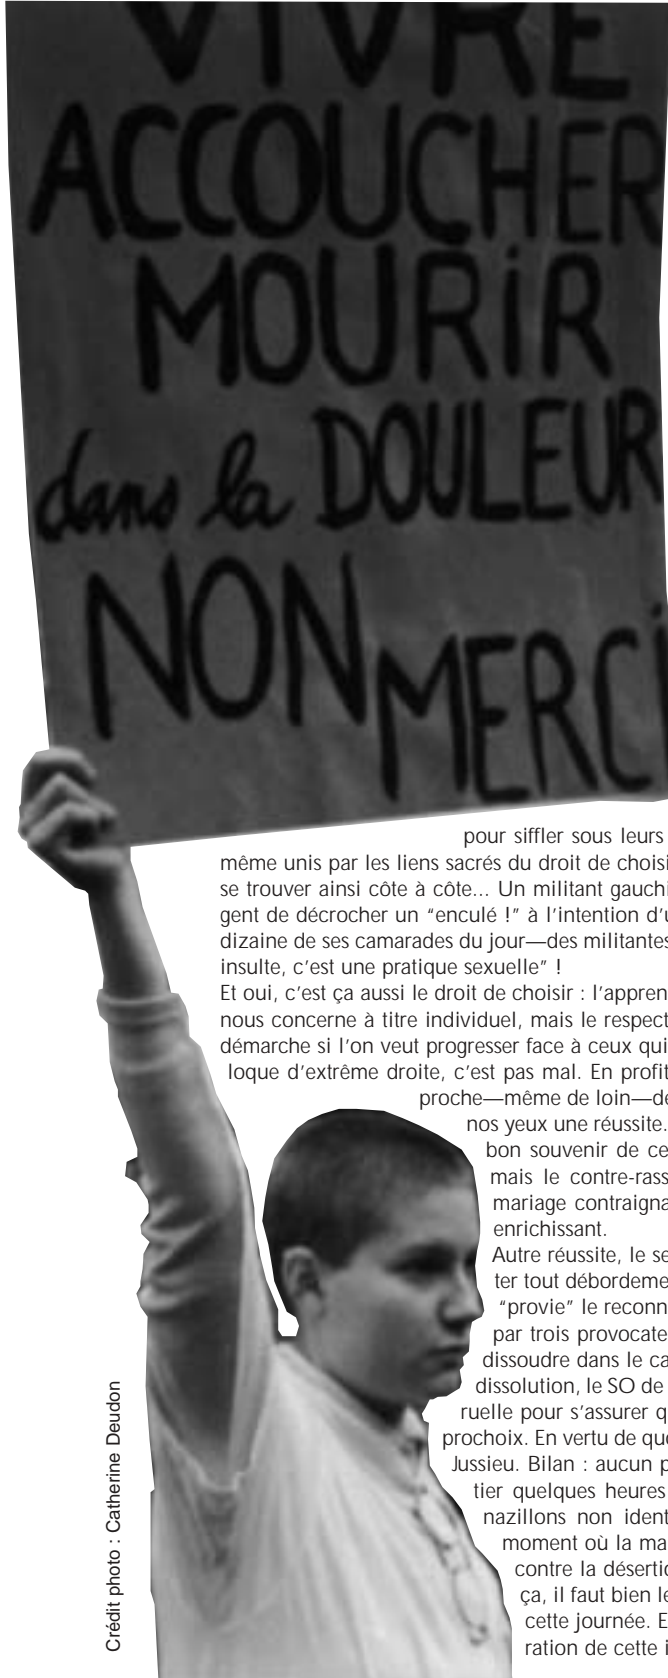 VIVRE
ACCOUCHER
MOURiR
dans la DOULEUR
NON MERCi
pour siffler sous leurs
même unis par les liens sacrés du droit de choisi
se trouver ainsi côte à côte... Un militant gauchi
gent de décrocher un “enculé !” à l’intention d’u
dizaine de ses camarades du jour—des militantes
insulte, c’est une pratique sexuelle” !
Et oui, c’est ça aussi le droit de choisir : l’appren
nous concerne à titre individuel, mais le respect
démarche si l’on veut progresser face à ceux qui
loque d’extrême droite, c’est pas mal. En profit
proche—même de loin—de
nos yeux une réussite.
bon souvenir de ce
mais le contre-rass
mariage contraigna
enrichissant.
Autre réussite, le se
ter tout débordeme
“provie” le reconn
par trois provocate
dissoudre dans le ca
dissolution, le SO de
ruelle pour s’assurer q
prochoix. En vertu de que
Jussieu. Bilan : aucun p
tier quelques heures
nazillons non ident
moment où la ma
contre la désertio
ça, il faut bien le
cette journée. E
ration de cette i
Crédit photo : Catherine Deudon